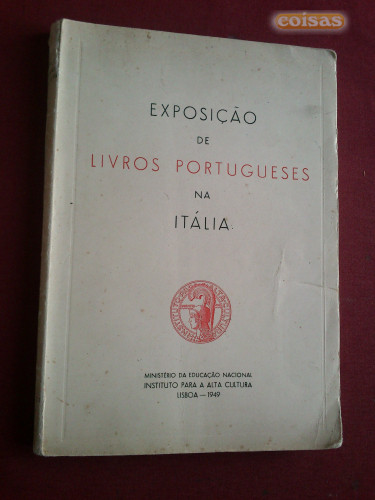 coisas
EXPOSIÇÃO
DE
LIVROS PORTUGUESES
NA
ITÁLIA
MINISTÉRIO DA EDUCAÇÃO NACIONAL
INSTITUTO PARA A ALTA CULTURA
LISBOA — 1949